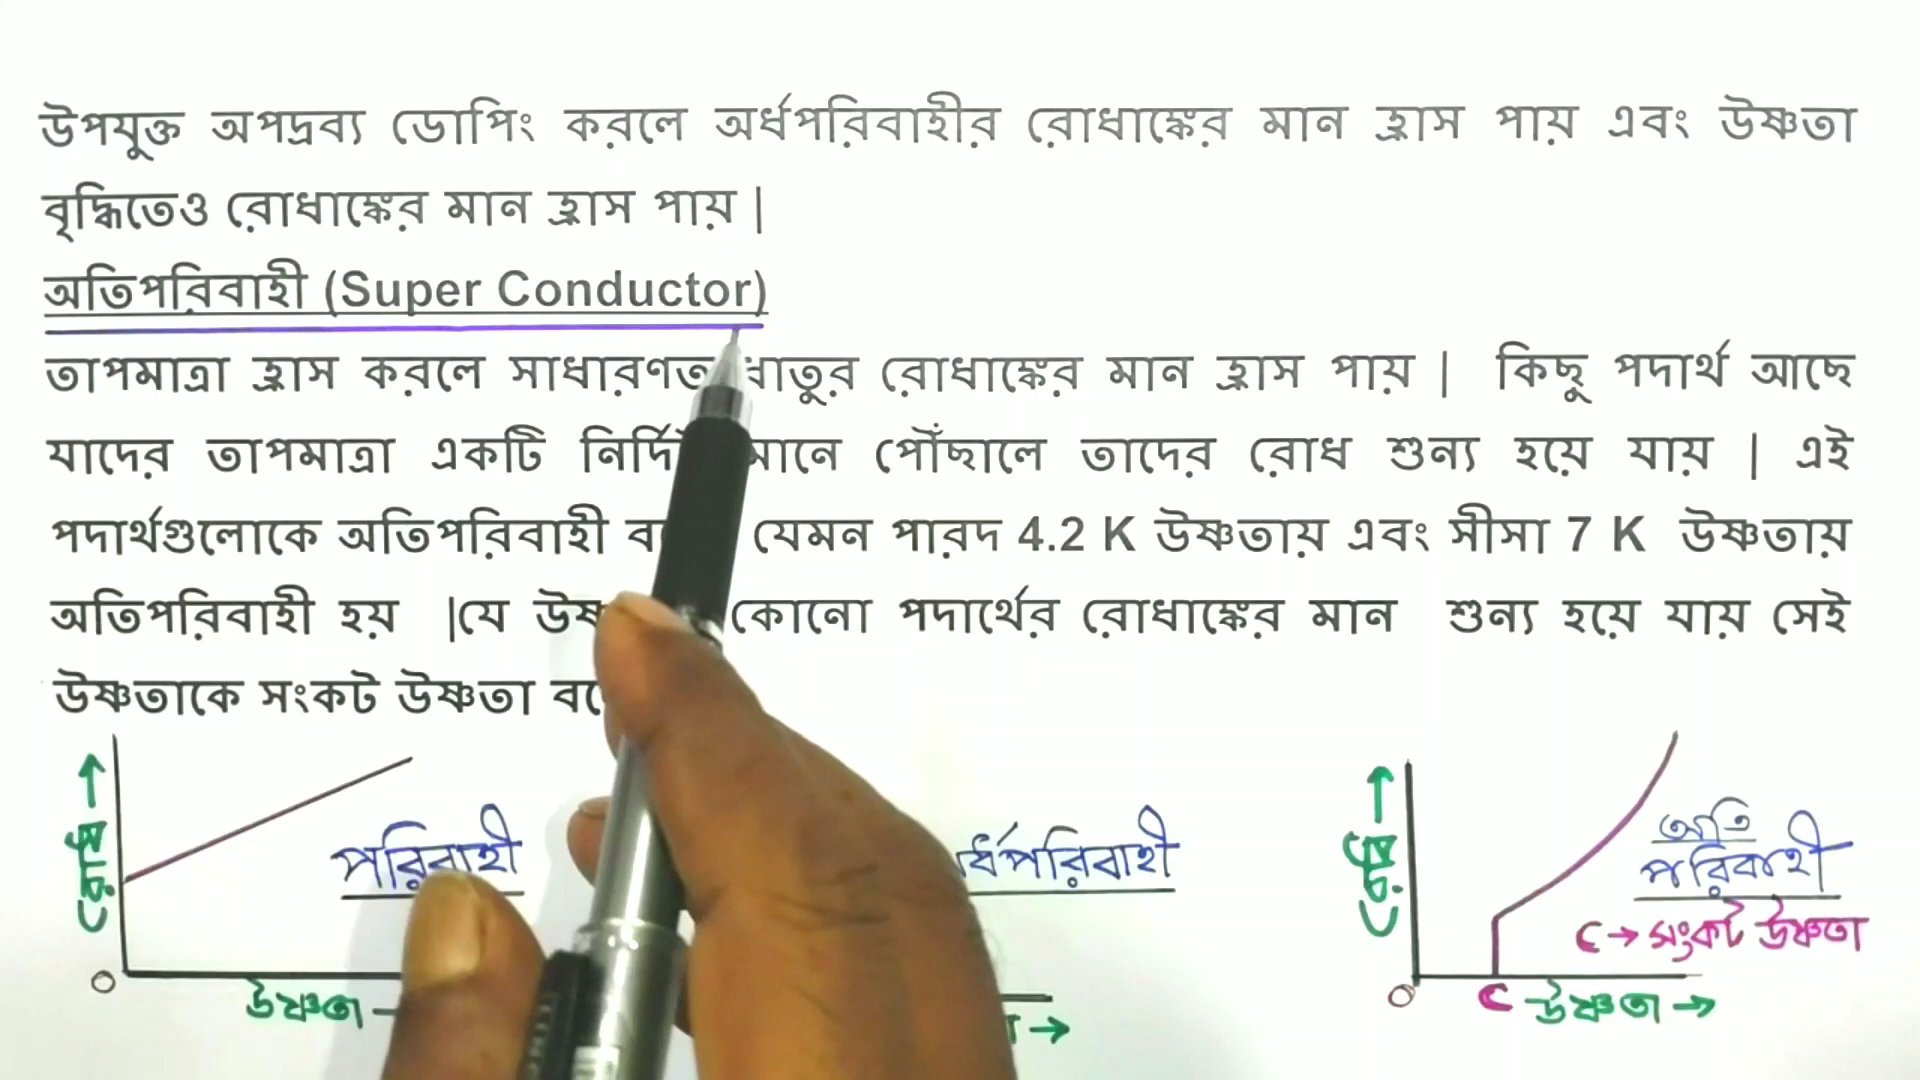 উপযুক্ত অপদ্রব্য ডোপিং করলে অর্ধপরিবাহীর রোধাঙ্কের মান হ্রাস পায় এবং উষ্ণতা
বৃদ্ধিতেও রোধাঙ্কের মান হ্রাস পায় |
অতিপরিবাহী (Super Conductor)
তাপমাত্রা হ্রাস করলে সাধারণত ধাতুর রোধাঙ্কের মান হ্রাস পায় | কিছু পদার্থ আছে
যাদের তাপমাত্রা একটি মানে পৌঁছালে তাদের রোধ শুন্য হয়ে যায় | এই
পদার্থগুলোকে অতিপরিবাহী যেমন পারদ 4.2 K উষ্ণতায় এবং সীসা 7 K উষ্ণতায়
অতিপরিবাহী হয় |যে কোনো পদার্থের রোধাঙ্কের মান শুন্য হয়ে যায় সেই
উষ্ণতাকে সংকট উষ্ণতা
রোধ →
পরিবাহী
O
উষ্ণতা –
র্ধপরিবাহী
→
রোধ →
অতি
পরিবাহী
C → সংকট উষ্ণতা
O
C
উষ্ণতা →